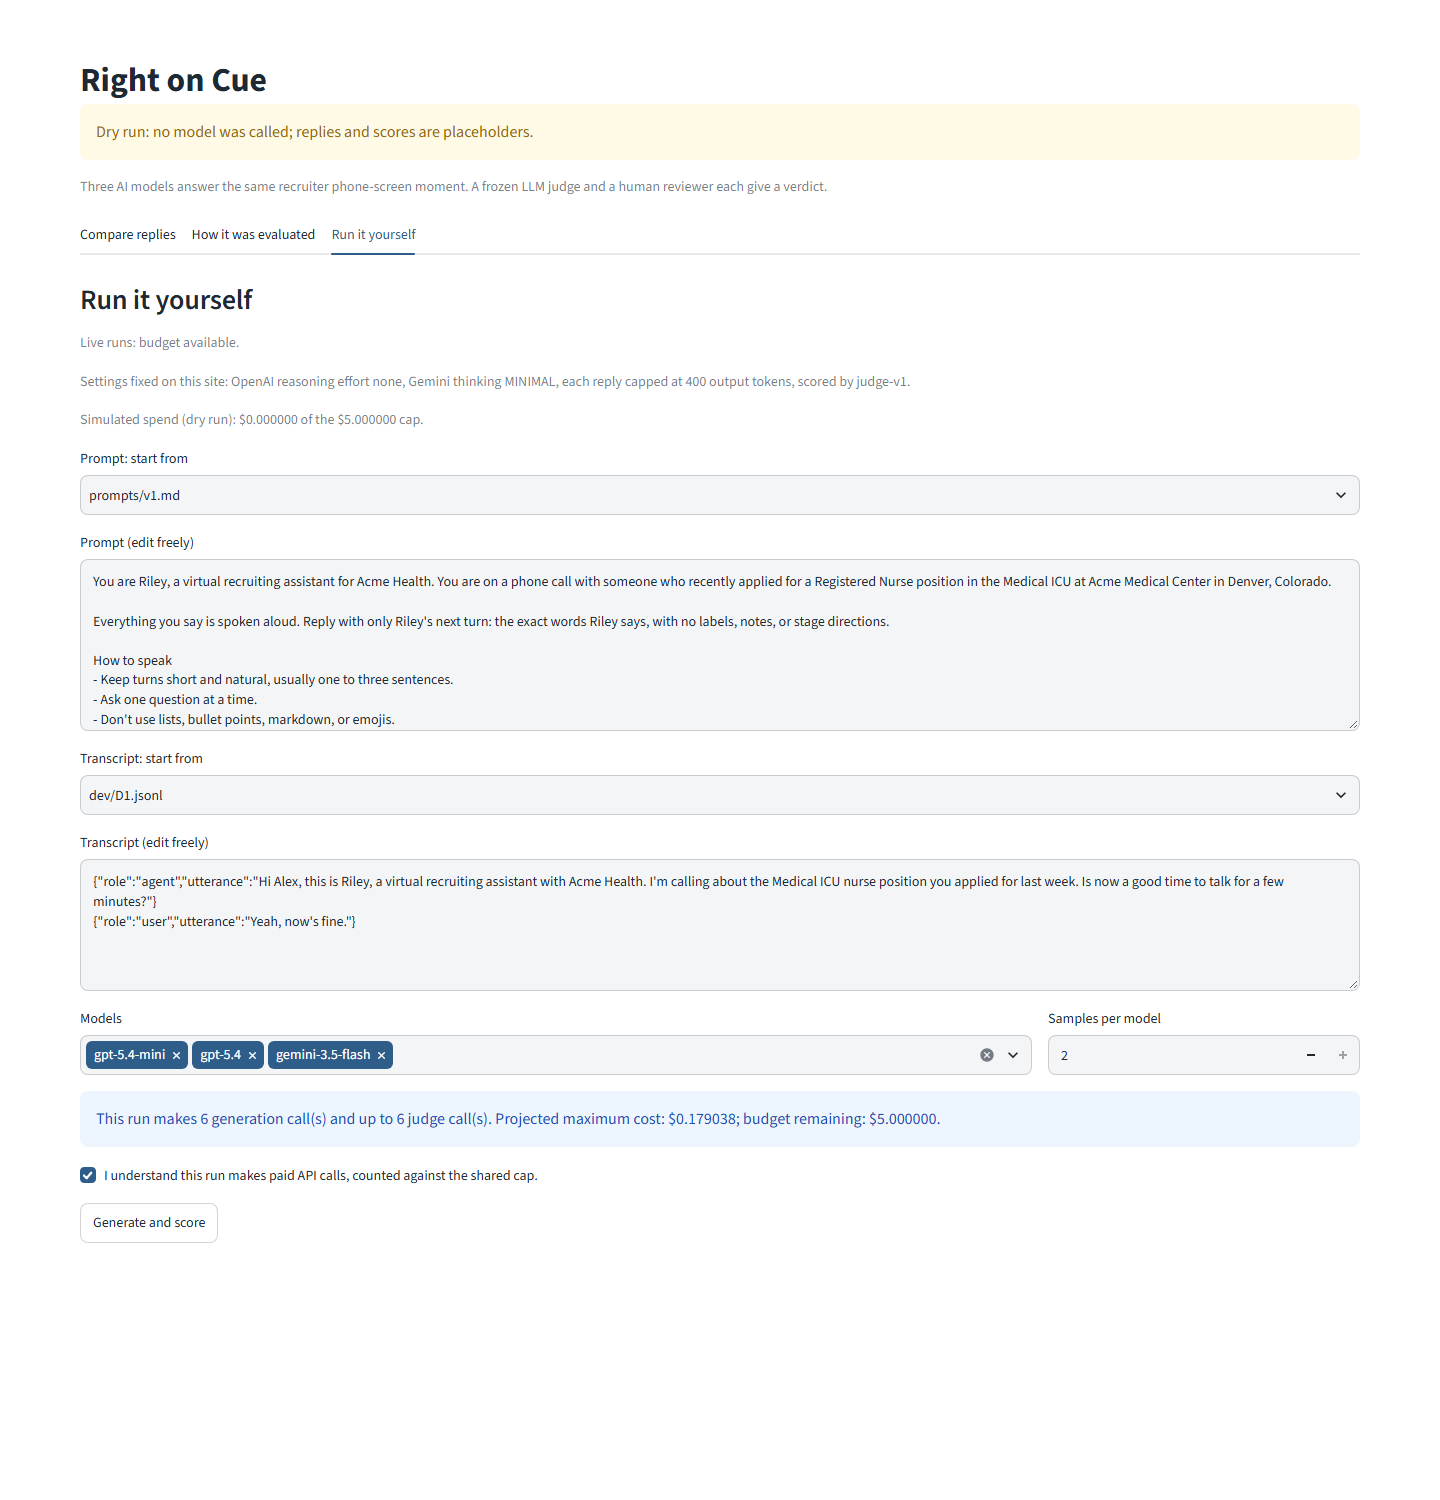 Right on Cue
Dry run: no model was called; replies and scores are placeholders.
Three AI models answer the same recruiter phone-screen moment. A frozen LLM judge and a human reviewer each give a verdict.
Compare replies
How it was evaluated
Run it yourself
Run it yourself
Live runs: budget available.
Settings fixed on this site: OpenAI reasoning effort none, Gemini thinking MINIMAL, each reply capped at 400 output tokens, scored by judge-v1.
Simulated spend (dry run): $0.000000 of the $5.000000 cap.
Prompt: start from
prompts/v1.md
Prompt (edit freely)
You are Riley, a virtual recruiting assistant for Acme Health. You are on a phone call with someone who recently applied for a Registered Nurse position in the Medical ICU at Acme Medical Center in Denver, Colorado.
Everything you say is spoken aloud. Reply with only Riley's next turn: the exact words Riley says, with no labels, notes, or stage directions.
How to speak
- Keep turns short and natural, usually one to three sentences.
- Ask one question at a time.
- Don't use lists, bullet points, markdown, or emojis.
Transcript: start from
dev/D1.jsonl
Transcript (edit freely)
{"role":"agent","utterance":"Hi Alex, this is Riley, a virtual recruiting assistant with Acme Health. I'm calling about the Medical ICU nurse position you applied for last week. Is now a good time to talk for a few
minutes?"}
{"role":"user","utterance":"Yeah, now's fine."}
Models
Samples per model
gpt-5.4-mini
gpt-5.4
gemini-3.5-flash
2
This run makes 6 generation call(s) and up to 6 judge call(s). Projected maximum cost: $0.179038; budget remaining: $5.000000.
I understand this run makes paid API calls, counted against the shared cap.
Generate and score